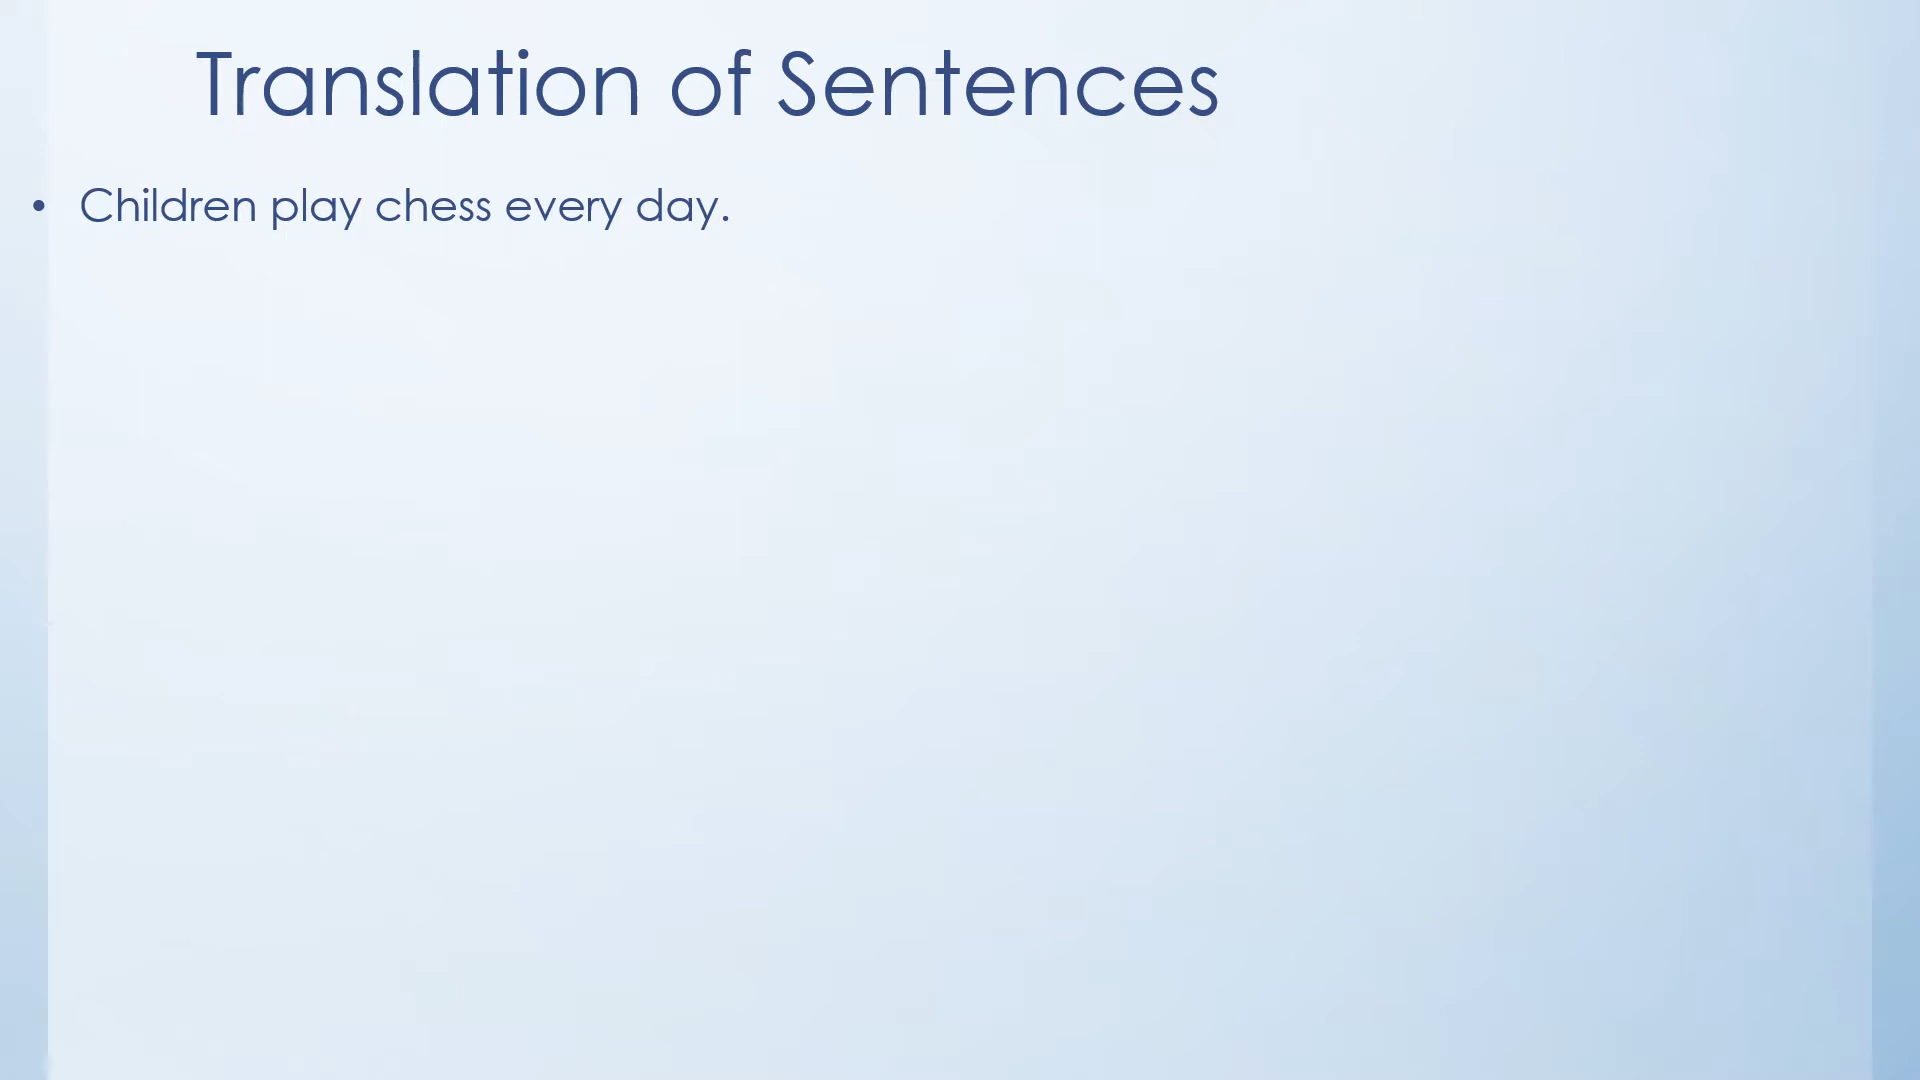 Translation of Sentences
• Children play chess every day.